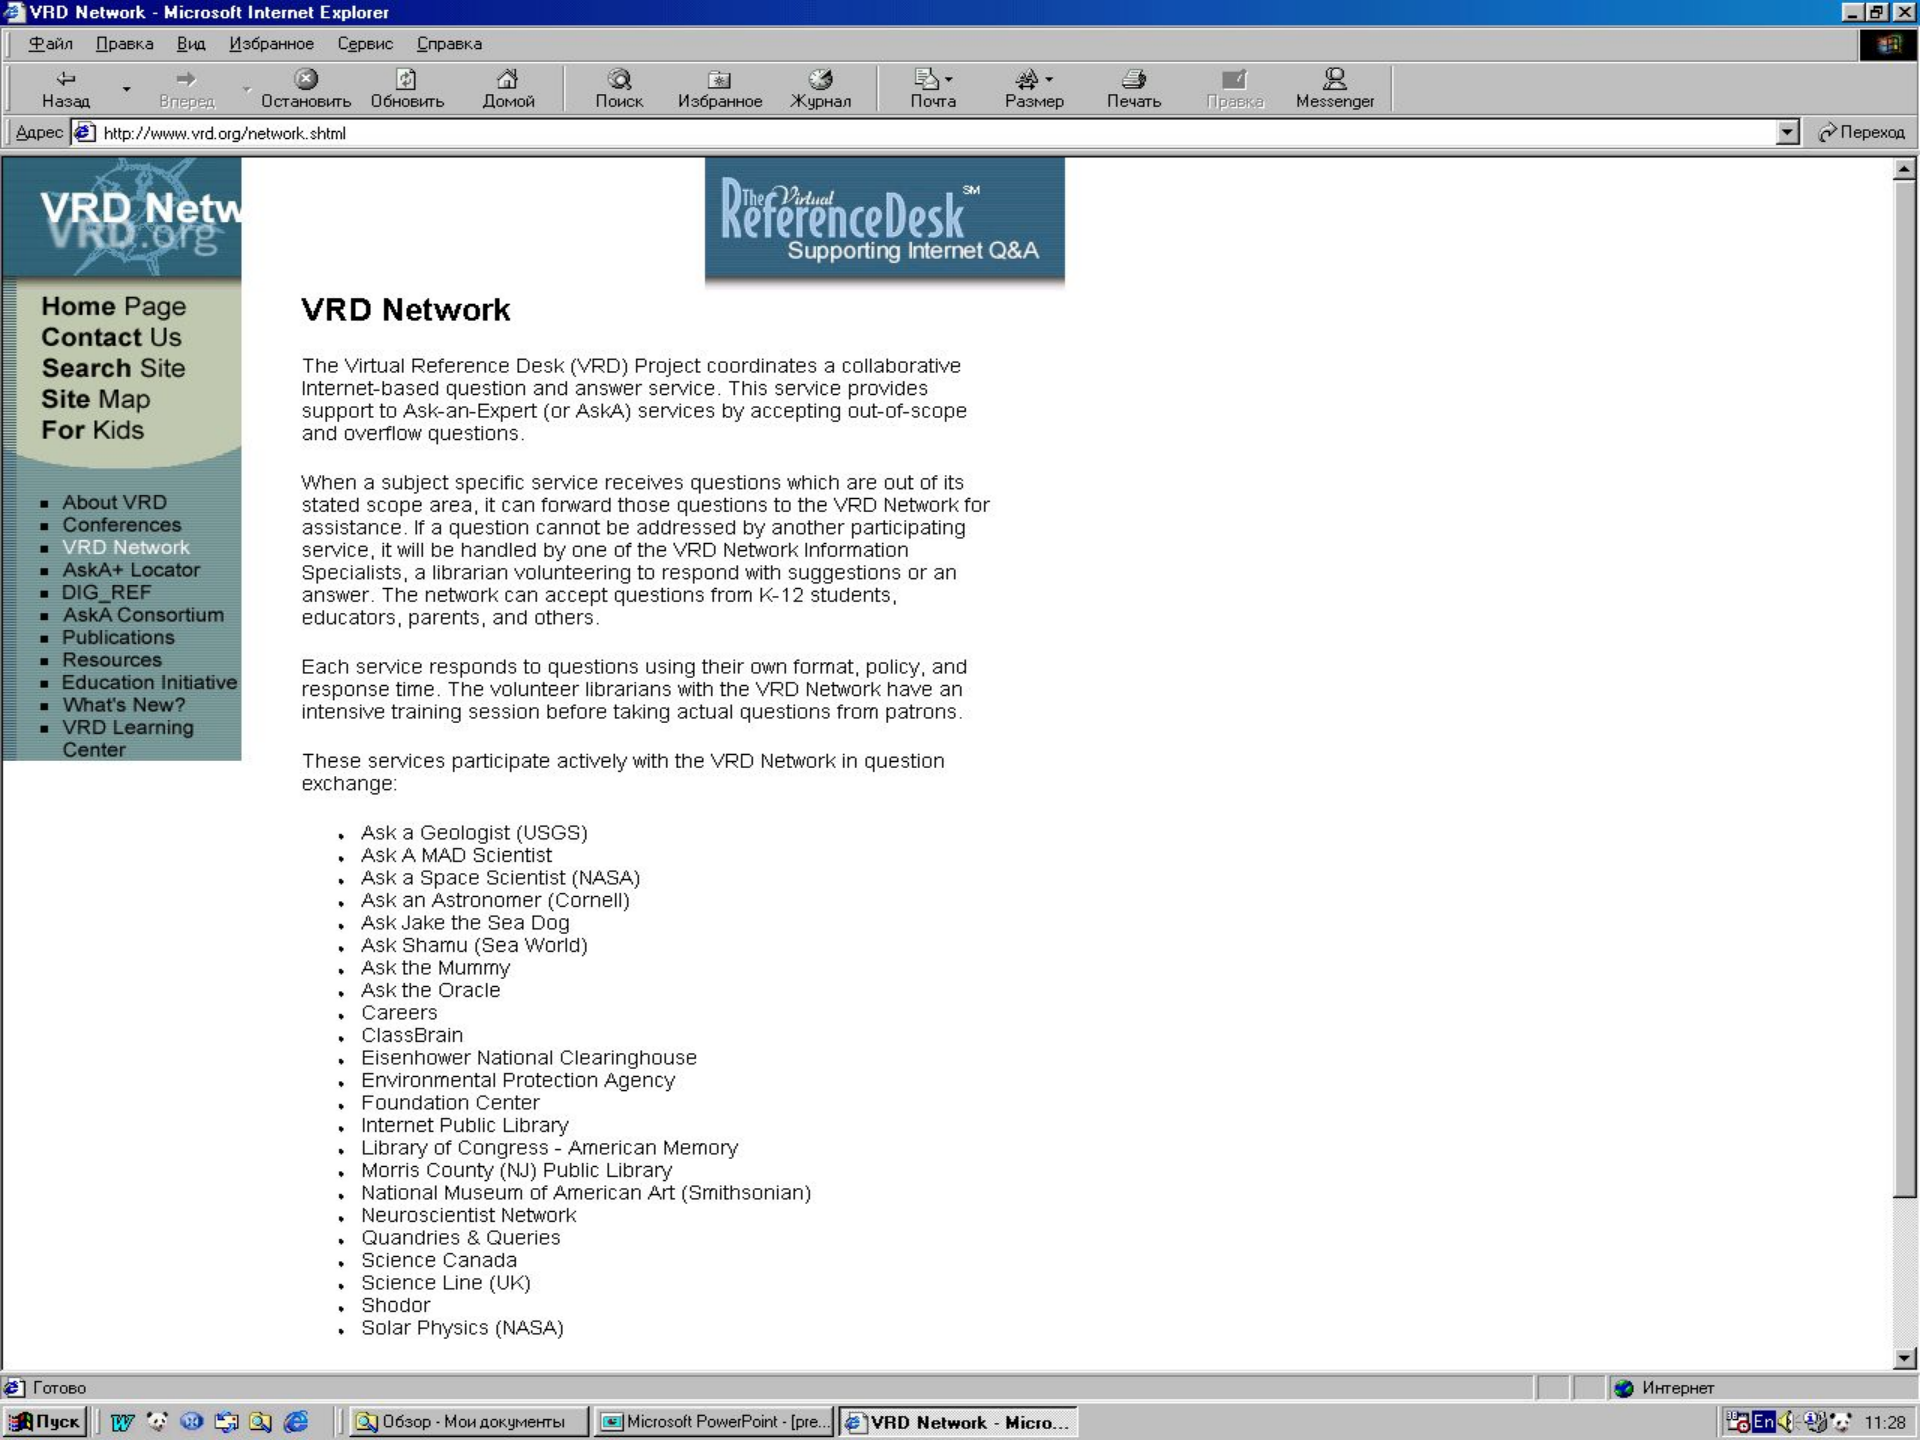 VRD Network - Microsoft Internet Explorer
Файл Правка Вид Избранное Сервис Справка
Назад Вперед Остановить Обновить Домой Поиск Избранное Журнал Почта Размер Печать Правка Messenger
Адрес http://www.vrd.org/network.shtml Переход
VRD Netw
VRD.org
The Virtual
ReferenceDesk SM
Supporting Internet Q&A
Home Page
Contact Us
Search Site
Site Map
For Kids
About VRD
Conferences
VRD Network
AskA+ Locator
DIG_REF
AskA Consortium
Publications
Resources
Education Initiative
What's New?
VRD Learning
Center
VRD Network
The Virtual Reference Desk (VRD) Project coordinates a collaborative
Internet-based question and answer service. This service provides
support to Ask-an-Expert (or AskA) services by accepting out-of-scope
and overflow questions.
When a subject specific service receives questions which are out of its
stated scope area, it can forward those questions to the VRD Network for
assistance. If a question cannot be addressed by another participating
service, it will be handled by one of the VRD Network Information
Specialists, a librarian volunteering to respond with suggestions or an
answer. The network can accept questions from K-12 students,
educators, parents, and others.
Each service responds to questions using their own format, policy, and
response time. The volunteer librarians with the VRD Network have an
intensive training session before taking actual questions from patrons.
These services participate actively with the VRD Network in question
exchange:
Ask a Geologist (USGS)
Ask A MAD Scientist
Ask a Space Scientist (NASA)
Ask an Astronomer (Cornell)
Ask Jake the Sea Dog
Ask Shamu (Sea World)
Ask the Mummy
Ask the Oracle
Careers
ClassBrain
Eisenhower National Clearinghouse
Environmental Protection Agency
Foundation Center
Internet Public Library
Library of Congress - American Memory
Morris County (NJ) Public Library
National Museum of American Art (Smithsonian)
Neuroscientist Network
Quandries & Queries
Science Canada
Science Line (UK)
Shodor
Solar Physics (NASA)
Готово Интернет
Пуск Обзор - Мои документы Microsoft PowerPoint - [pre... VRD Network - Micro... En 11:28